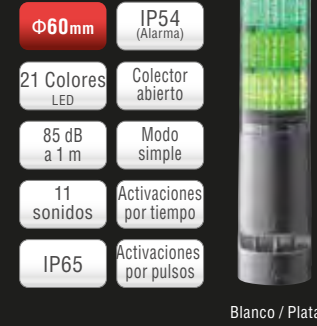 Φ60mm
IP54
(Alarma)
21 Colores
LED
Colector
abierto
85 dB
a 1 m
Modo
simple
11
sonidos
Activaciones
por tiempo
IP65
Activaciones
por pulsos
Blanco / Plata